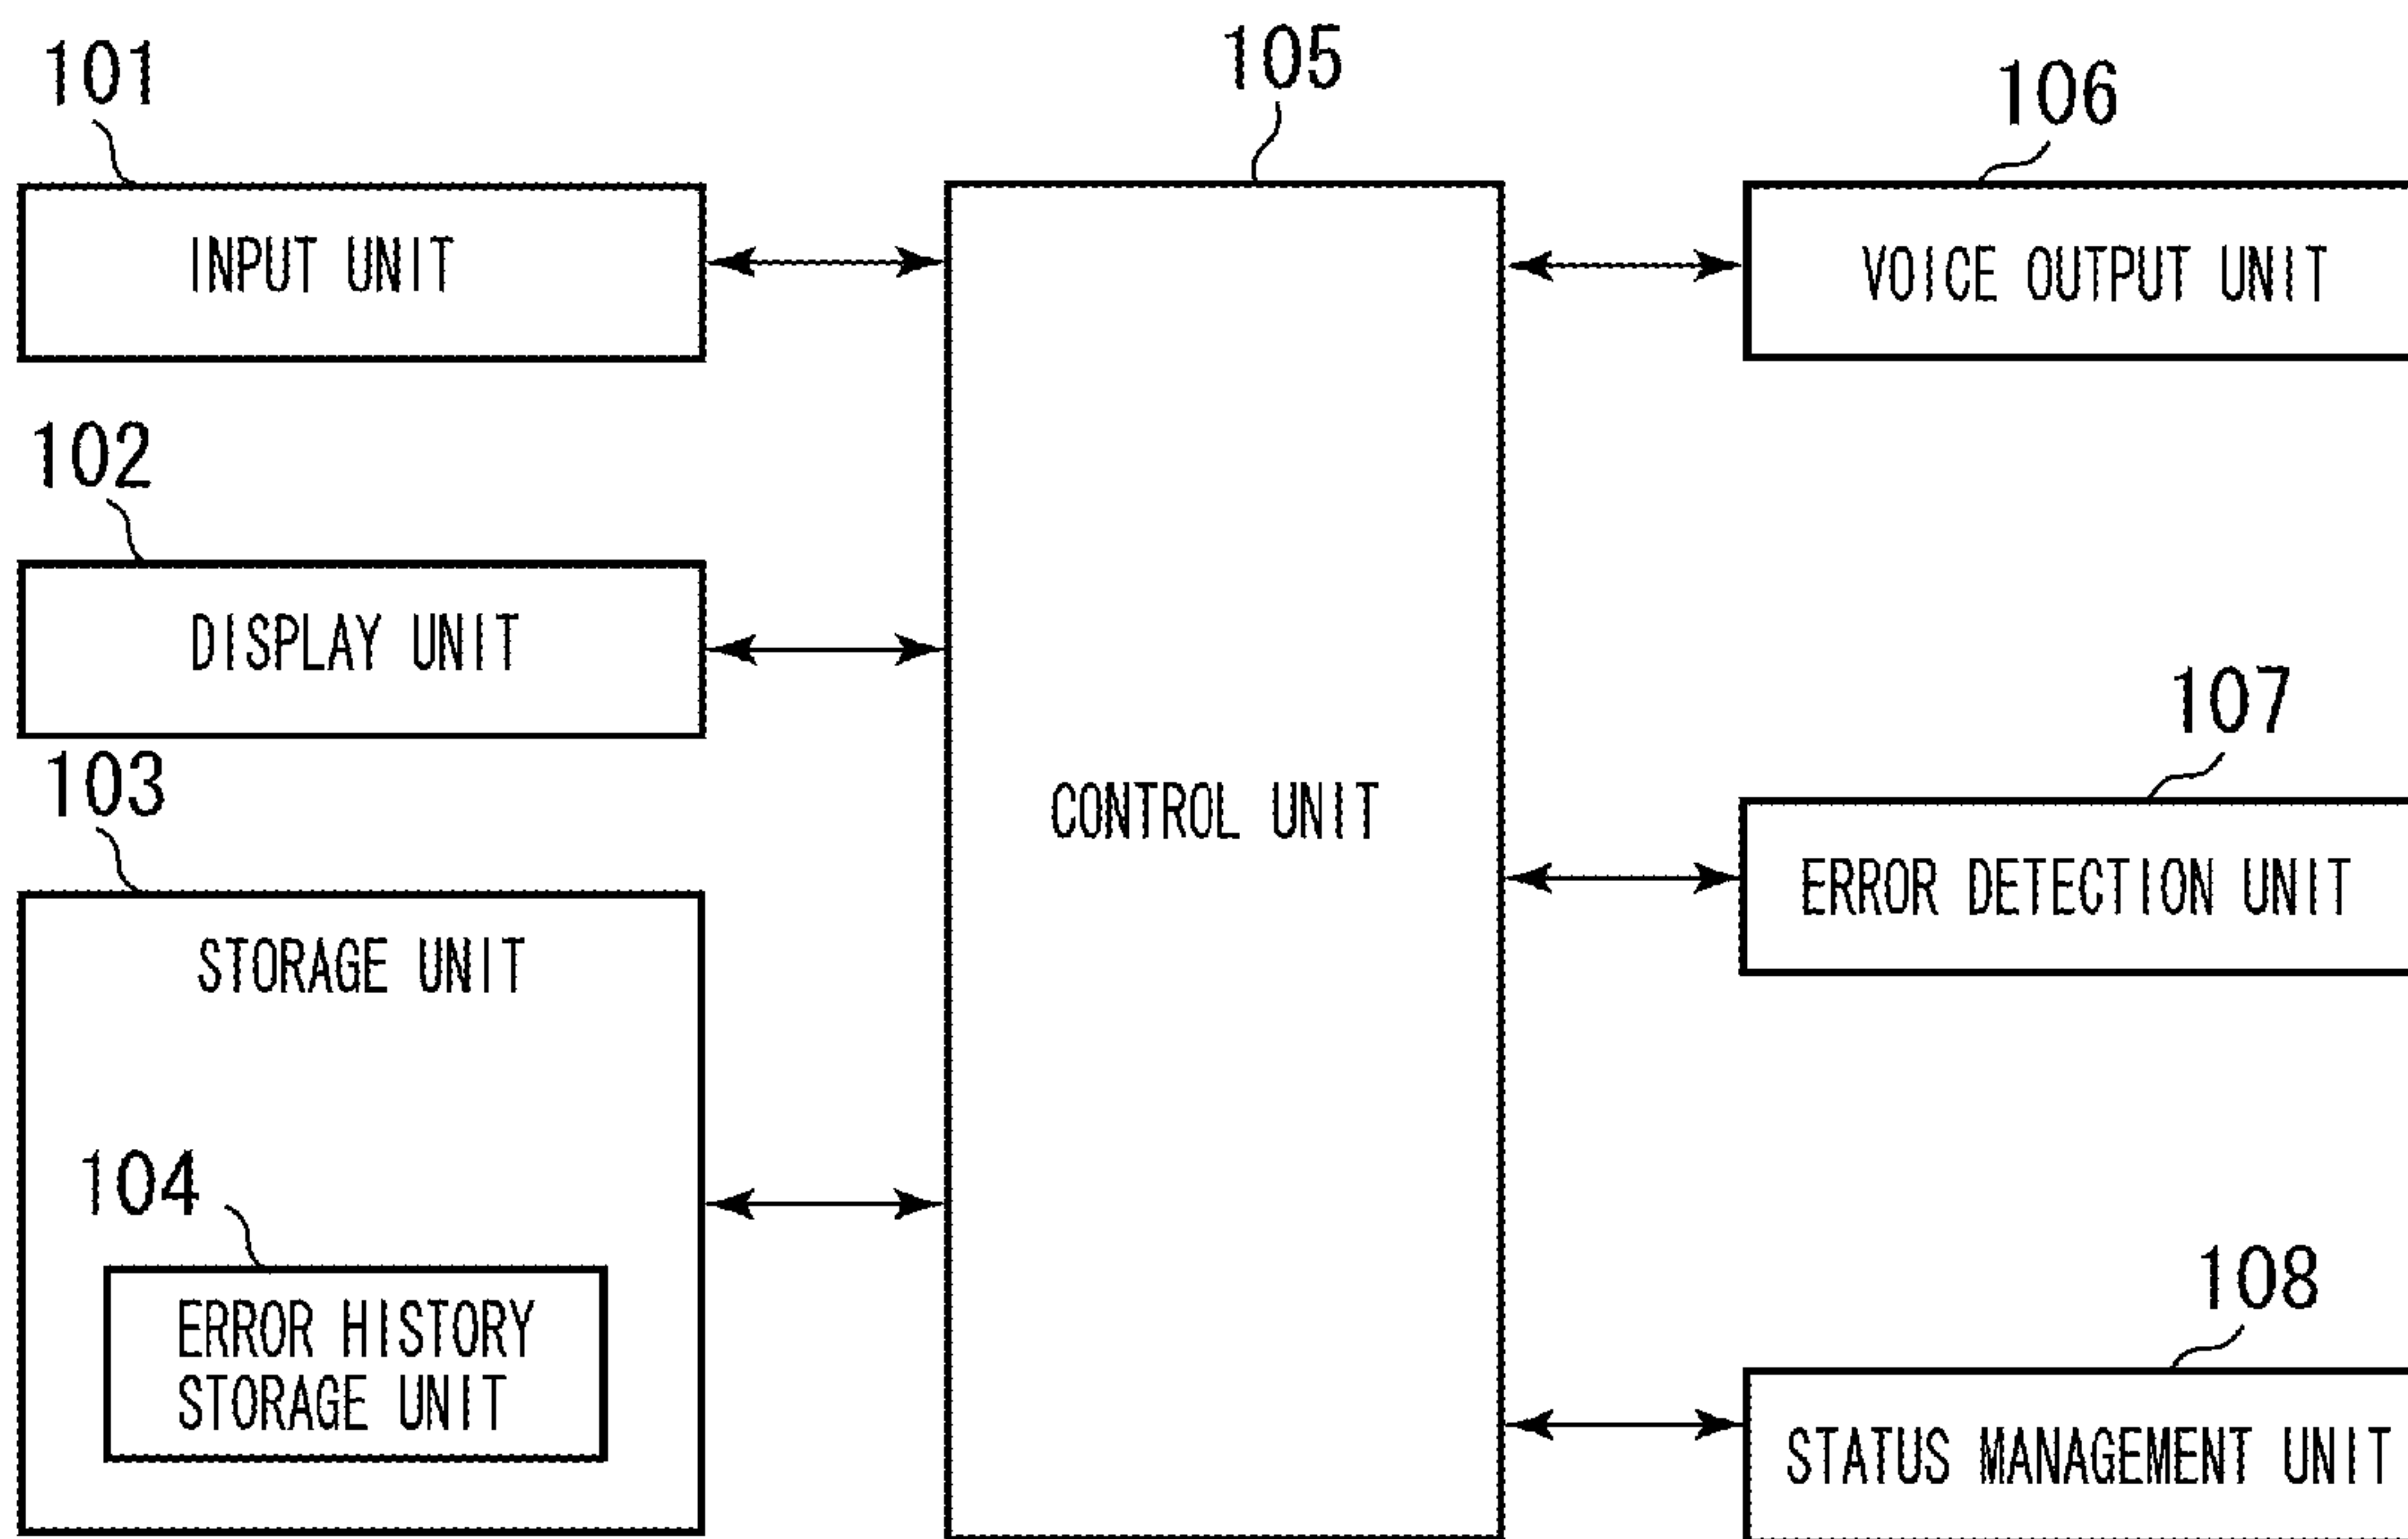 101
INPUT UNIT
102
DISPLAY UNIT
103
STORAGE UNIT
104
ERROR HISTORY
STORAGE UNIT
105
CONTROL UNIT
106
VOICE OUTPUT UNIT
107
ERROR DETECTION UNIT
108
STATUS MANAGEMENT UNIT